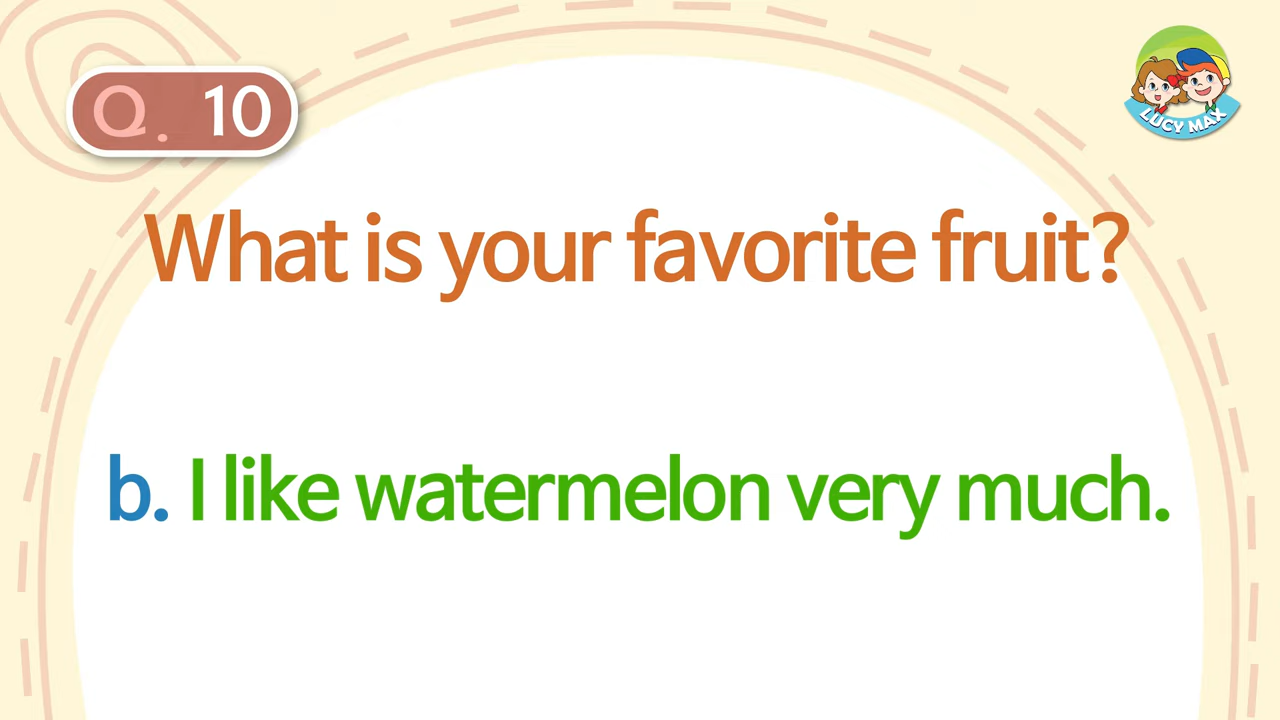 Q. 10
LUCY MAX
What is your favorite fruit?
b. I like watermelon very much.